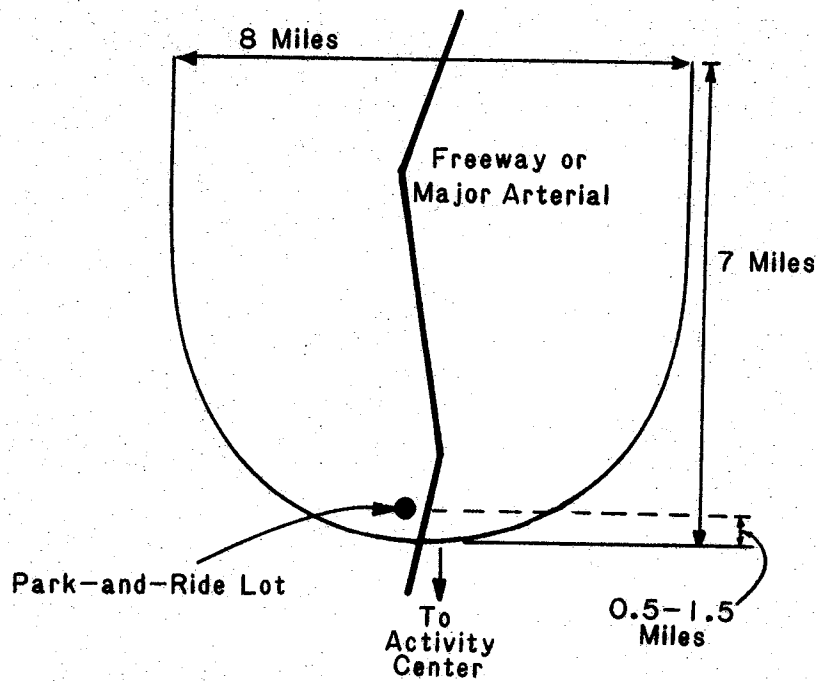 8 Miles
Freeway or
Major Arterial
7 Miles
Park-and-Ride Lot
To
Activity
Center
0.5-1.5
Miles